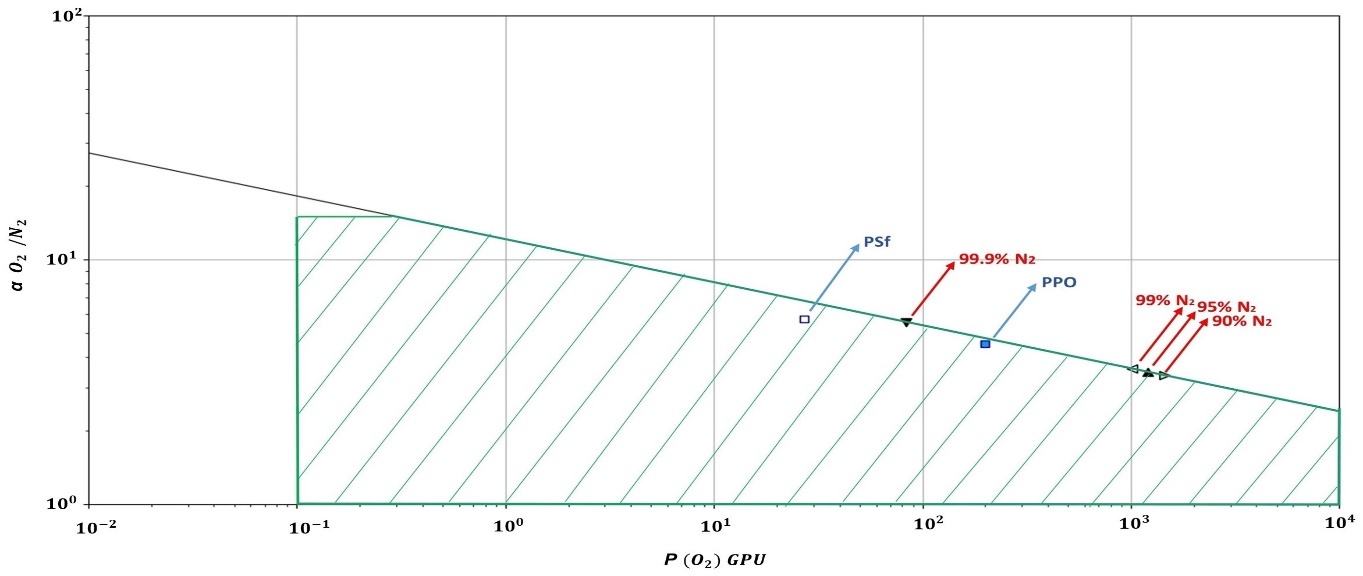 10²
PSf
99.9% N₂
10¹
PPO
99% N₂
95% N₂
90% N₂
α O₂ /N₂
10⁰
10⁻²
10⁻¹
10⁰
10¹
10²
10³
10⁴
P (O₂) GPU